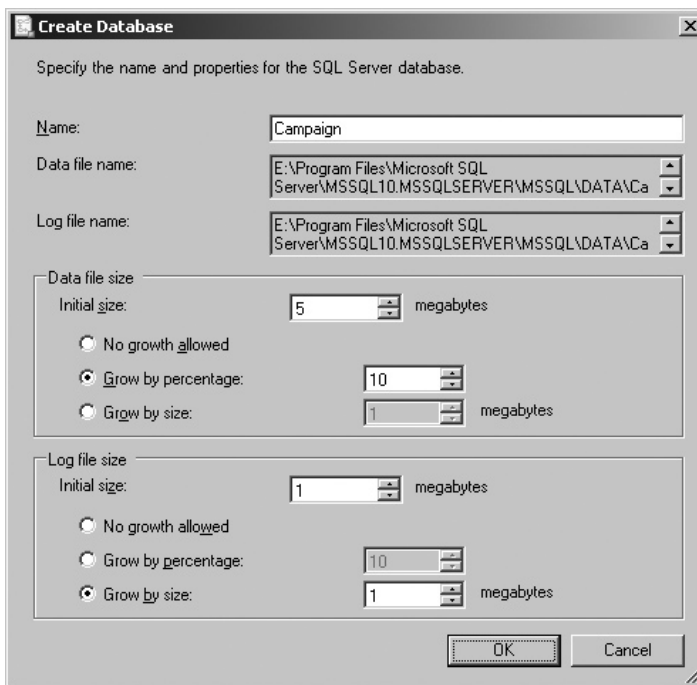 Create Database
Specify the name and properties for the SQL Server database.
Name:
Campaign
Data file name:
E:\Program Files\Microsoft SQL
Server\MSSQL10.MSSQLSERVER\MSSQL\DATA\Ca
Log file name:
E:\Program Files\Microsoft SQL
Server\MSSQL10.MSSQLSERVER\MSSQL\DATA\Ca
Data file size
Initial size: 5 megabytes
No growth allowed
Grow by percentage: 10
Grow by size: 1 megabytes
Log file size
Initial size: 1 megabytes
No growth allowed
Grow by percentage: 10
Grow by size: 1 megabytes
OK Cancel